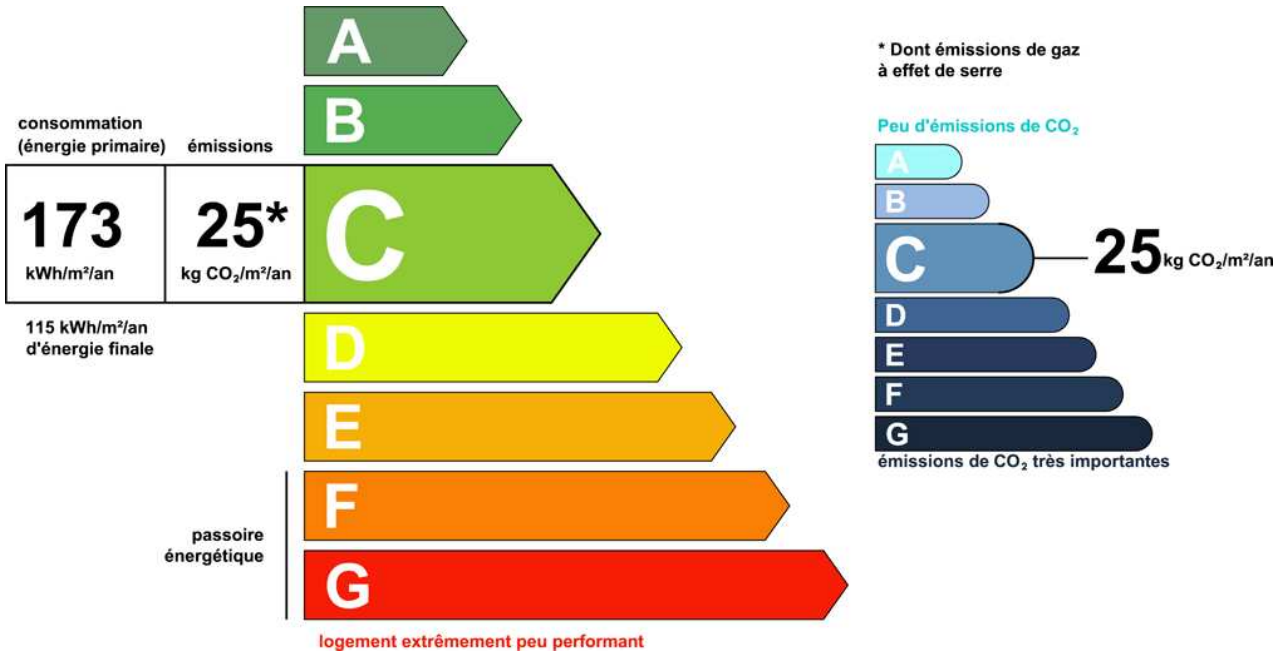 A
B
consommation
(énergie primaire)
émissions
173
kWh/m²/an
25*
kg CO₂/m²/an
C
115 kWh/m²/an
d'énergie finale
D
E
F
passoire
énergétique
G
logement extrêmement peu performant
* Dont émissions de gaz
à effet de serre
Peu d'émissions de CO₂
A
B
C
25 kg CO₂/m²/an
D
E
F
G
émissions de CO₂ très importantes